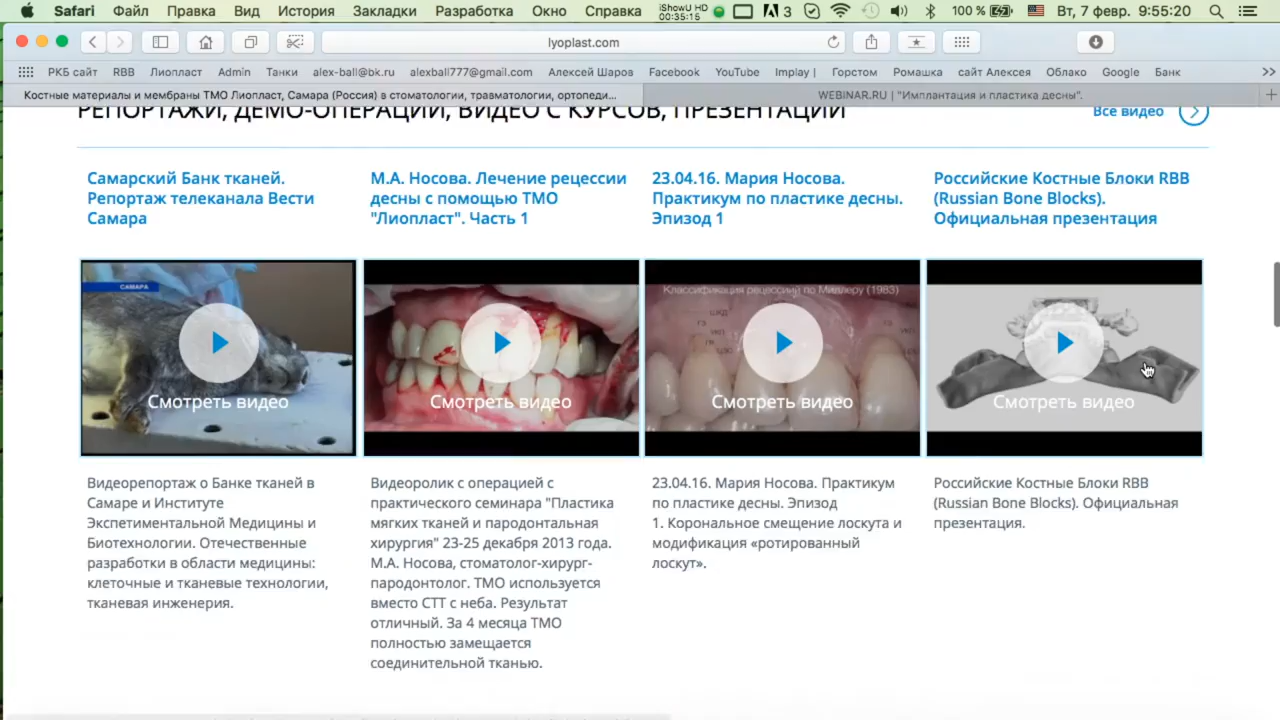 Safari Файл Правка Вид История Закладки Разработка Окно Справка iShowU HD 00:35:15 3 100 % Вт, 7 февр. 9:55:20
lyoplast.com
РКБ сайт RBB Лиопласт Admin Танки alex-ball@bk.ru alexball777@gmail.com Алексей Шаров Facebook YouTube Implay | Горстом Ромашка сайт Алексея Облако Google Банк
Костные материалы и мембраны ТМО Лиопласт, Самара (Россия) в стоматологии, травматологии, ортопеди... WEBINAR.RU | "Имплантация и пластика десны".
РЕПОРТАЖИ, ДЕМО-ОПЕРАЦИИ, ВИДЕО С КУРСОВ, ПРЕЗЕНТАЦИИ Все видео
Самарский Банк тканей.
Репортаж телеканала Вести
Самара
М.А. Носова. Лечение рецессии
десны с помощью ТМО
"Лиопласт". Часть 1
23.04.16. Мария Носова.
Практикум по пластике десны.
Эпизод 1
Российские Костные Блоки RBB
(Russian Bone Blocks).
Официальная презентация
САМАРА
Смотреть видео
Смотреть видео
Классификация рецессий по Миллеру (1983)
Смотреть видео
Смотреть видео
Видеорепортаж о Банке тканей в
Самаре и Институте
Экспетиментальной Медицины и
Биотехнологии. Отечественные
разработки в области медицины:
клеточные и тканевые технологии,
тканевая инженерия.
Видеоролик с операцией с
практического семинара "Пластика
мягких тканей и пародонтальная
хирургия" 23-25 декабря 2013 года.
М.А. Носова, стоматолог-хирург-
пародонтолог. ТМО используется
вместо СТТ с неба. Результат
отличный. За 4 месяца ТМО
полностью замещается
соединительной тканью.
23.04.16. Мария Носова. Практикум
по пластике десны. Эпизод
1. Корональное смещение лоскута и
модификация «ротированный
лоскут».
Российские Костные Блоки RBB
(Russian Bone Blocks). Официальная
презентация.